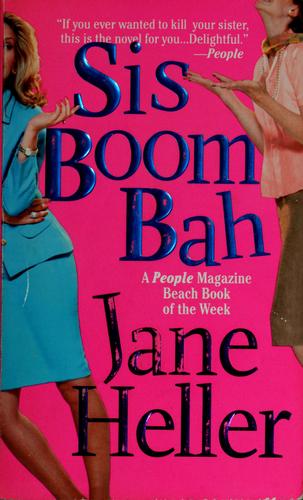 "If you ever wanted to kill your sister,
this is the novel for you...Delightful."
—People
Sis
Boom
Bah
A People Magazine
Beach Book
of the Week
Jane
Heller